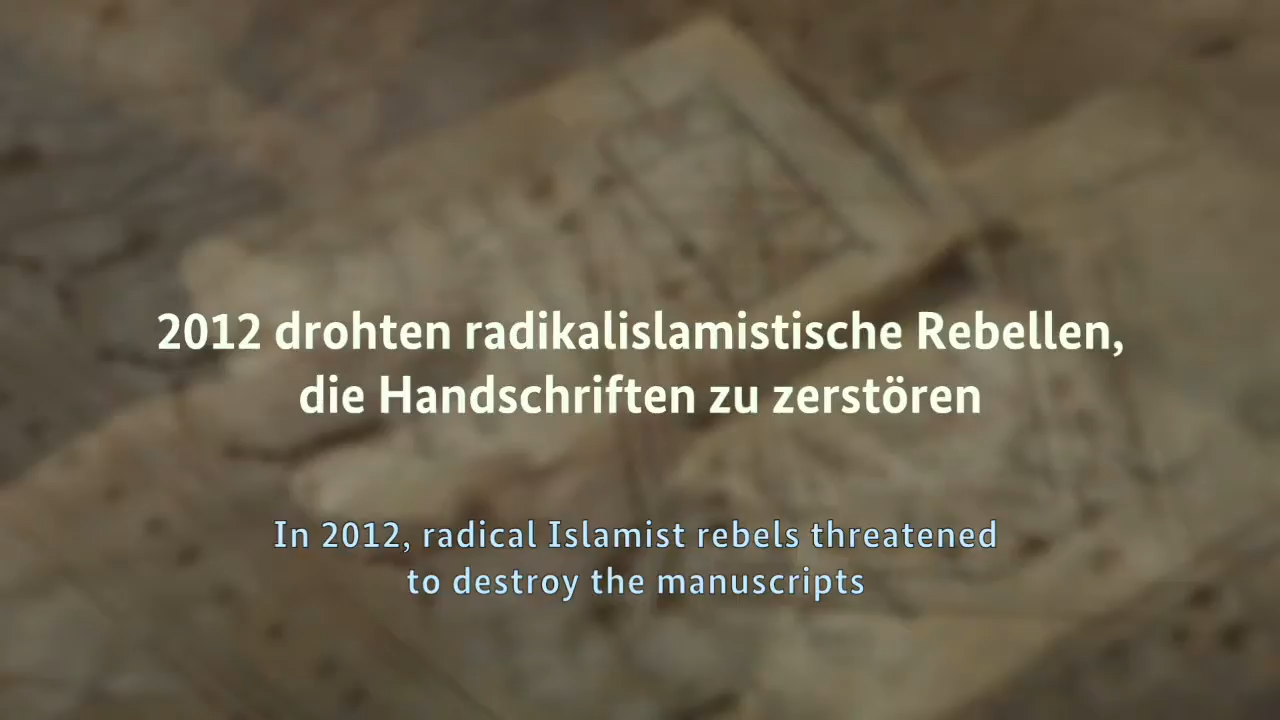 2012 drohten radikalislamistische Rebellen,
die Handschriften zu zerstören
In 2012, radical Islamist rebels threatened
to destroy the manuscripts